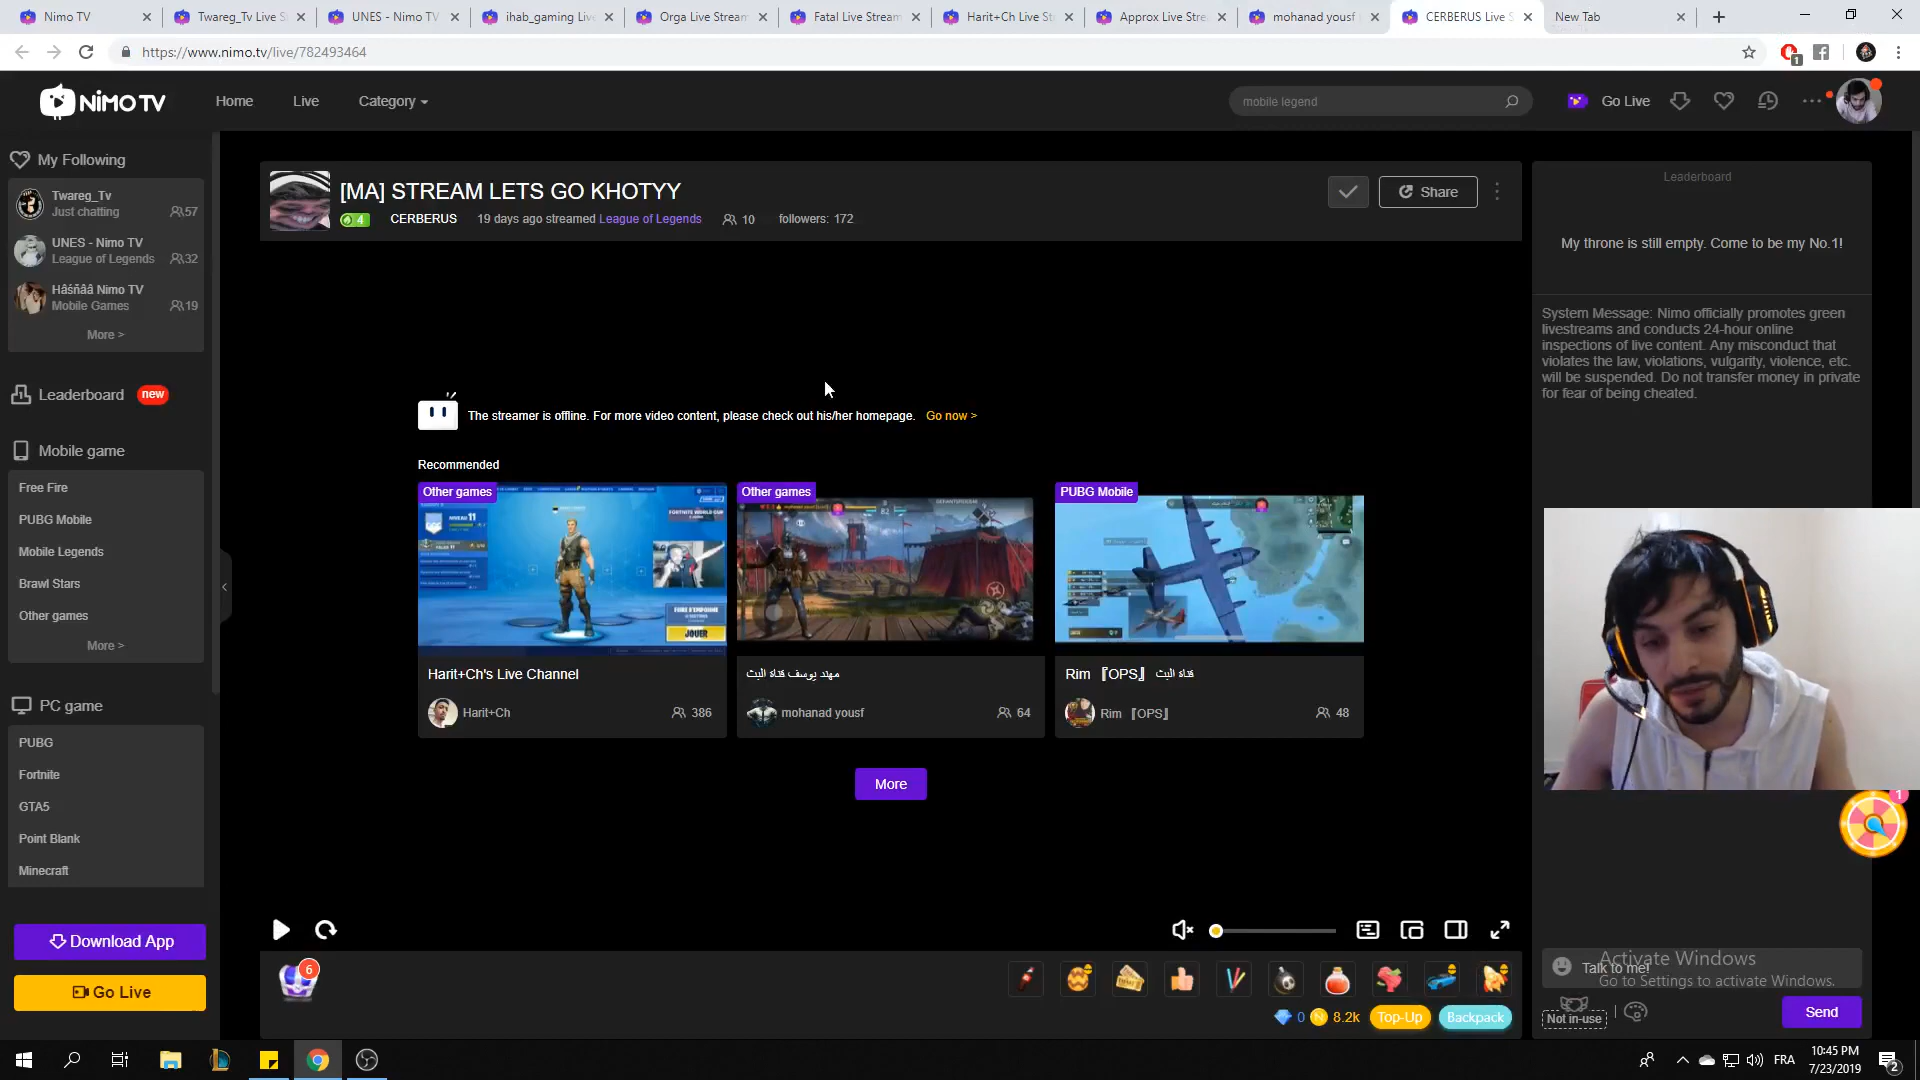 Nimo TV
Twareg_Tv Live S
UNES - Nimo TV
ihab_gaming Liv
Orga Live Stream
Fatal Live Stream
Harit+Ch Live St
Approx Live Stre
mohanad yousf
CERBERUS Live S
New Tab
https://www.nimo.tv/live/782493464
1
NIMO TV
Home
Live
Category
mobile legend
Go Live
My Following
Twareg_Tv
Just chatting
57
UNES - Nimo TV
League of Legends
32
Hâśñââ Nimo TV
Mobile Games
19
More >
Leaderboard
new
Mobile game
Free Fire
PUBG Mobile
Mobile Legends
Brawl Stars
Other games
More >
PC game
PUBG
Fortnite
GTA5
Point Blank
Minecraft
Download App
Go Live
[MA] STREAM LETS GO KHOTYY
4
CERBERUS
19 days ago streamed League of Legends
10
followers: 172
Share
The streamer is offline. For more video content, please check out his/her homepage. Go now >
Recommended
Other games
NIVEAU 11
JOUER
Harit+Ch's Live Channel
Harit+Ch
386
Other games
مهند يوسف قناة البث
mohanad yousf
64
PUBG Mobile
Rim 『OPS』 قناة البث
Rim 『OPS』
48
More
6
0
8.2k
Top-Up
Backpack
Leaderboard
My throne is still empty. Come to be my No.1!
System Message: Nimo officially promotes green
livestreams and conducts 24-hour online
inspections of live content. Any misconduct that
violates the law, violations, vulgarity, violence, etc.
will be suspended. Do not transfer money in private
for fear of being cheated.
1
Talk to me!
Activate Windows
Go to Settings to activate Windows.
Not in-use
Send
FRA
10:45 PM
7/23/2019
2